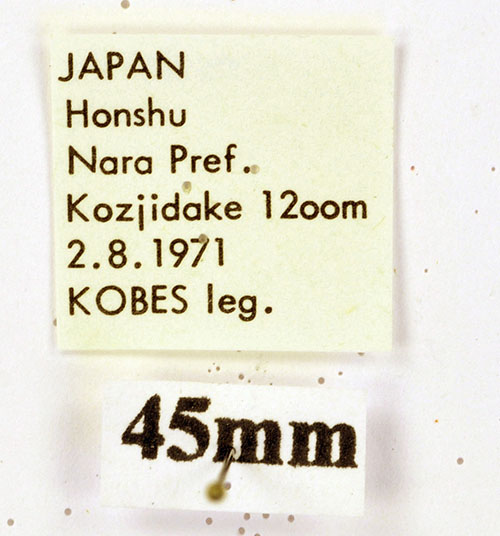 JAPAN
Honshu
Nara Pref.
Kozjidake 12oom
2.8.1971
KOBES leg.
45mm